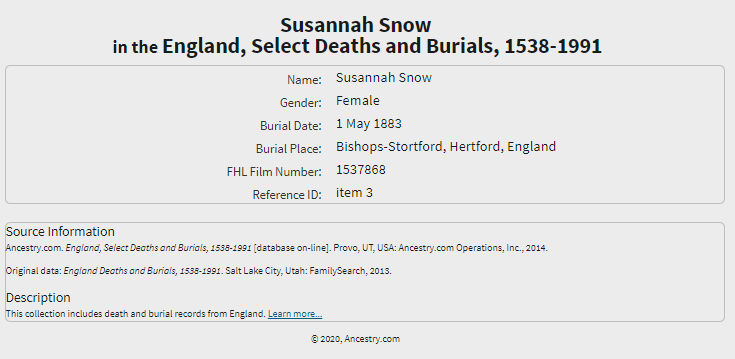 Susannah Snow
in the England, Select Deaths and Burials, 1538-1991
Name: Susannah Snow
Gender: Female
Burial Date: 1 May 1883
Burial Place: Bishops-Stortford, Hertford, England
FHL Film Number: 1537868
Reference ID: item 3
Source Information
Ancestry.com. England, Select Deaths and Burials, 1538-1991 [database on-line]. Provo, UT, USA: Ancestry.com Operations, Inc., 2014.
Original data: England Deaths and Burials, 1538-1991. Salt Lake City, Utah: FamilySearch, 2013.
Description
This collection includes death and burial records from England. Learn more...
© 2020, Ancestry.com